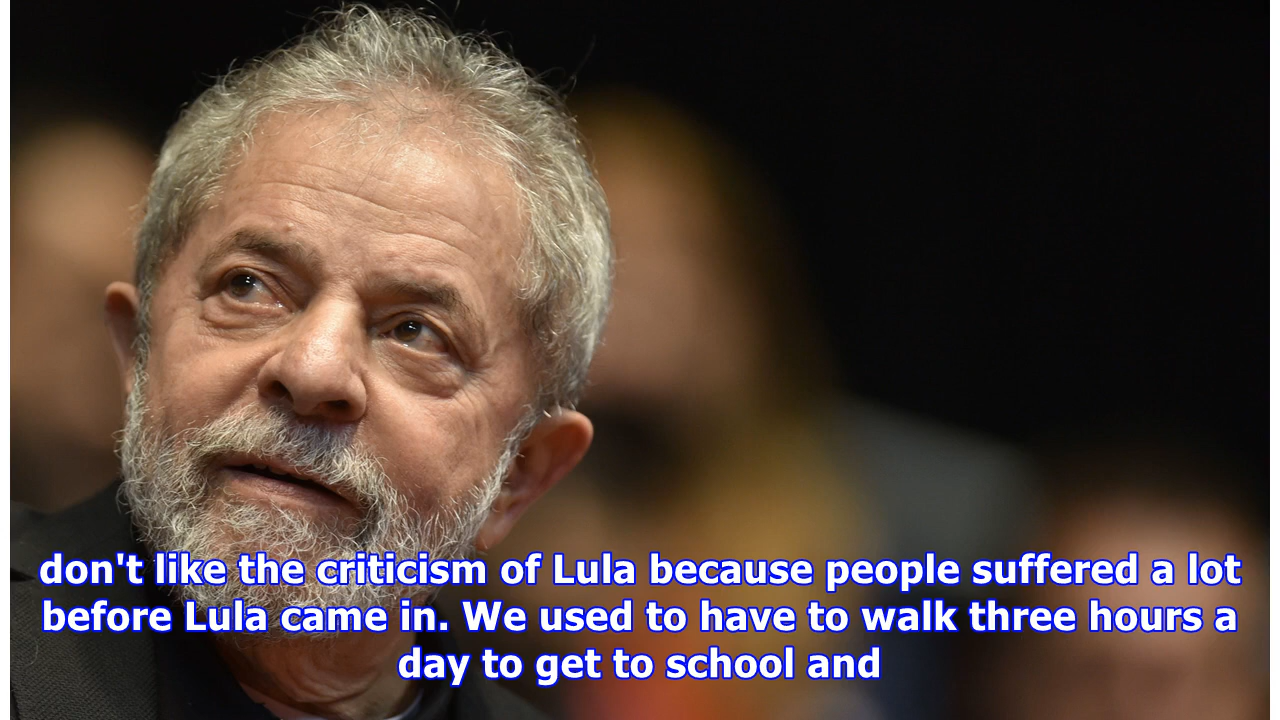 don't like the criticism of Lula because people suffered a lot
before Lula came in. We used to have to walk three hours a
day to get to school and